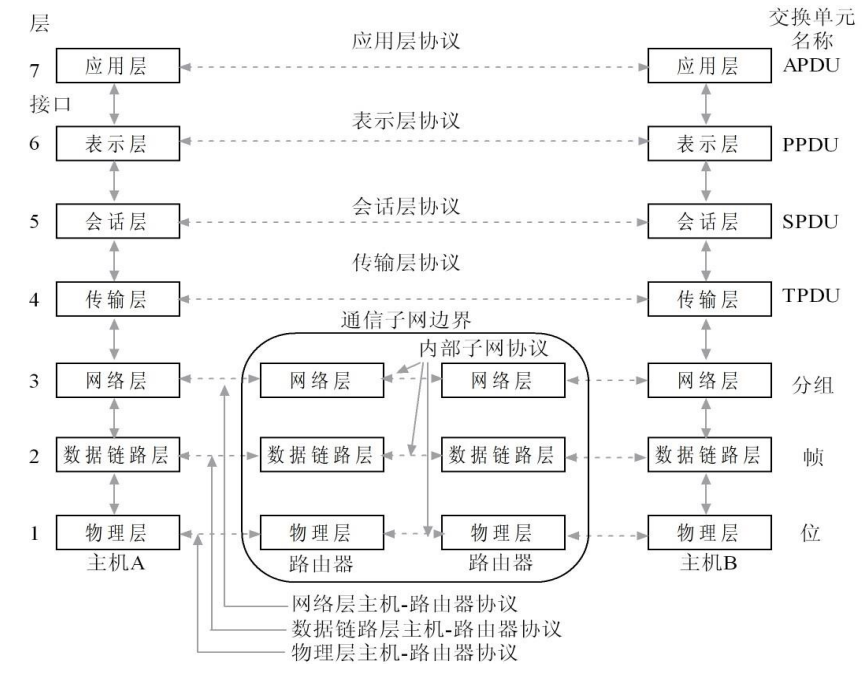 层
交换单元
名称
应用层协议
7 应用层 应用层 APDU
接口
表示层协议
6 表示层 表示层 PPDU
会话层协议
5 会话层 会话层 SPDU
传输层协议
4 传输层 传输层 TPDU
通信子网边界
内部子网协议
3 网络层 网络层 网络层 网络层 分组
2 数据链路层 数据链路层 数据链路层 数据链路层 帧
1 物理层 物理层 物理层 物理层 位
主机A 路由器 路由器 主机B
网络层主机-路由器协议
数据链路层主机-路由器协议
物理层主机-路由器协议